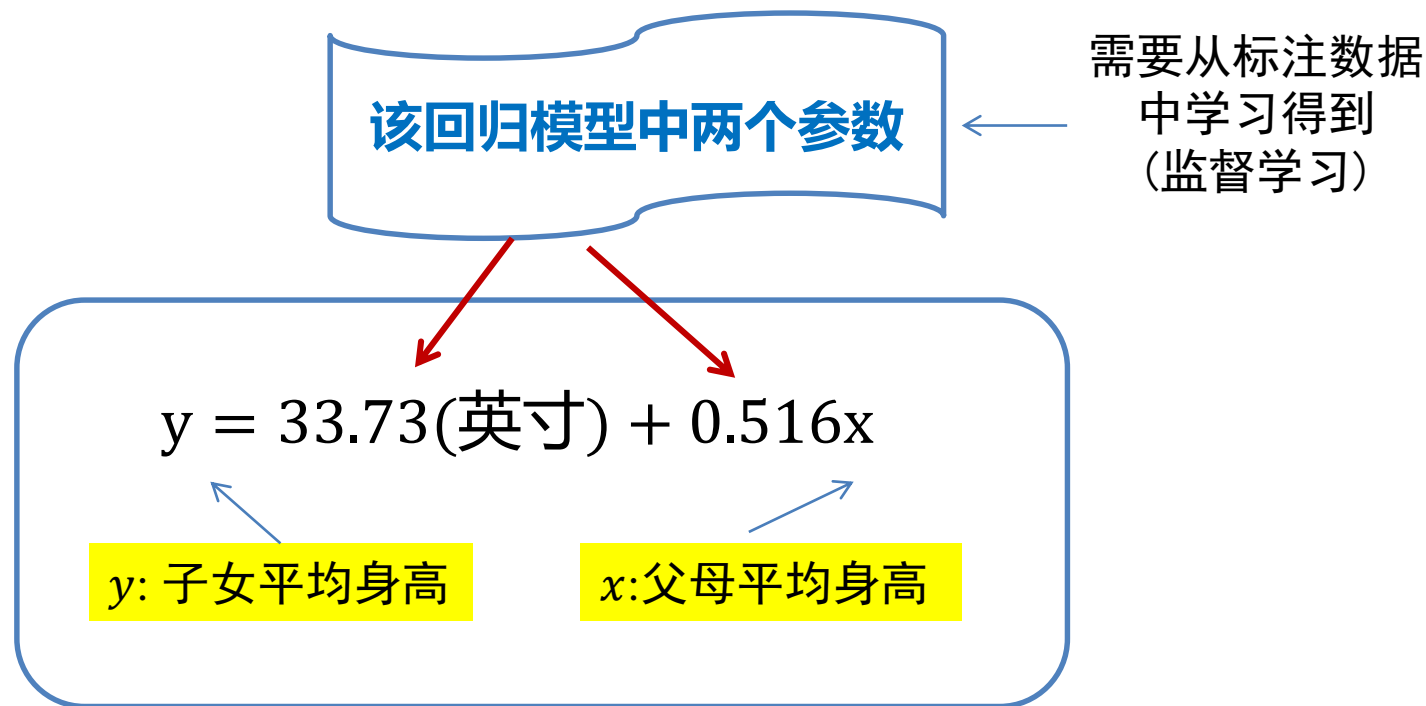 该回归模型中两个参数
需要从标注数据
中学习得到
(监督学习)
y = 33.73(英寸) + 0.516x
y: 子女平均身高
x:父母平均身高